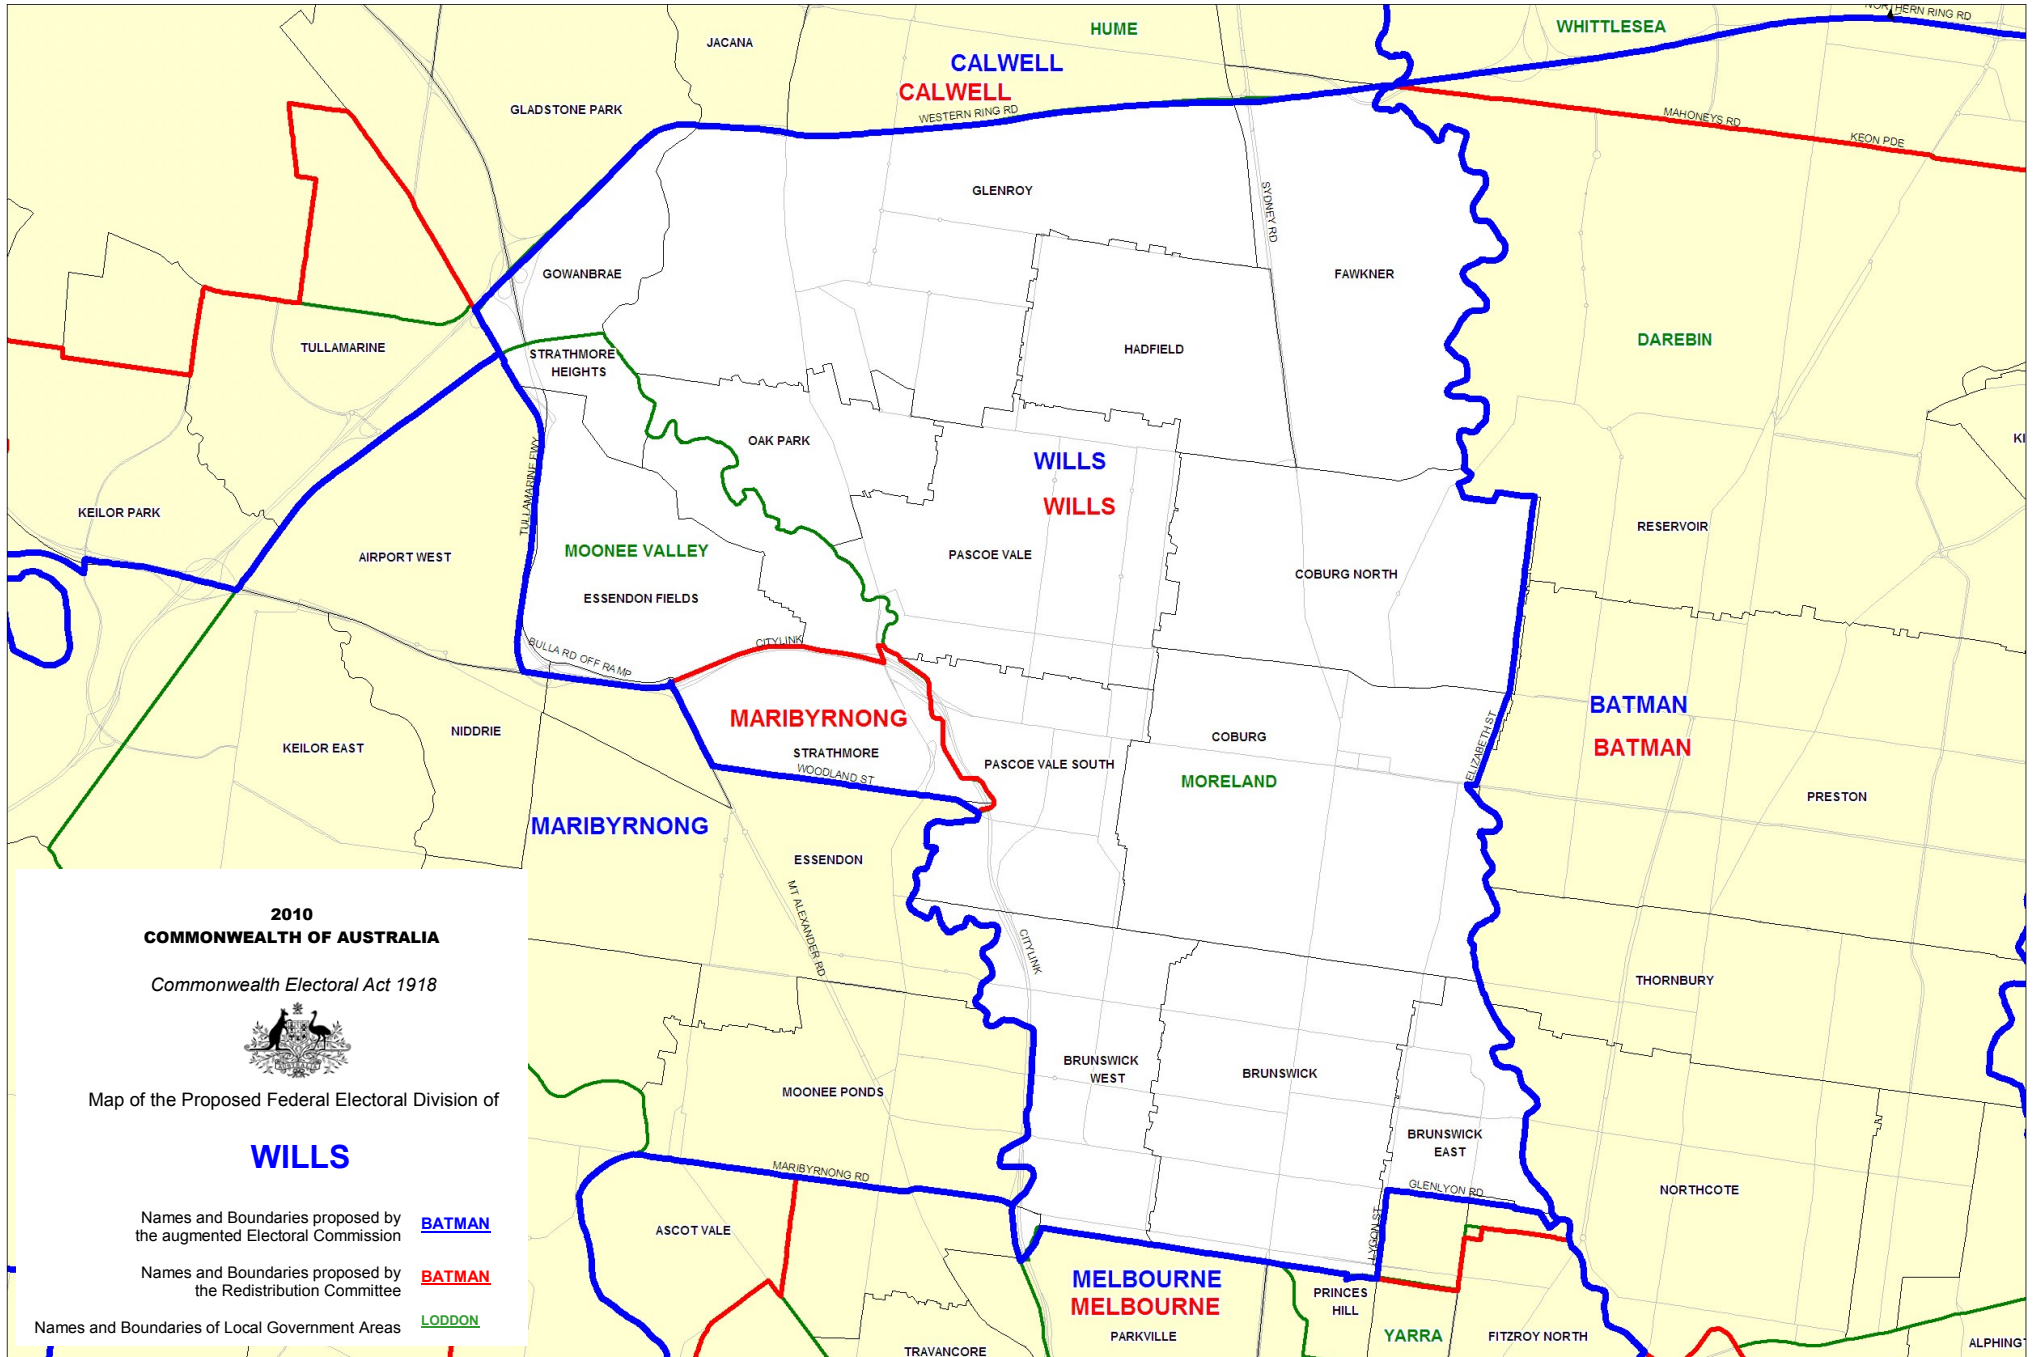 NORTHERN RING RD
HUME
WHITTLESEA
JACANA
CALWELL
CALWELL
GLADSTONE PARK
WESTERN RING RD
MAHONEYS RD
KEON PDE
GLENROY
SYDNEY RD
GOWANBRAE
FAWKNER
TULLAMARINE
STRATHMORE
HEIGHTS
HADFIELD
DAREBIN
OAK PARK
WILLS
WILLS
TULLAMARINE FWY
KEILOR PARK
AIRPORT WEST
MOONEE VALLEY
PASCOE VALE
RESERVOIR
COBURG NORTH
ESSENDON FIELDS
CITYLINK
BULLA RD OFF RAMP
MARIBYRNONG
BATMAN
BATMAN
NIDDRIE
KEILOR EAST
STRATHMORE
WOODLAND ST
PASCOE VALE SOUTH
COBURG
ELIZABETH ST
MORELAND
PRESTON
MARIBYRNONG
ESSENDON
MT ALEXANDER RD
CITYLINK
THORNBURY
2010
COMMONWEALTH OF AUSTRALIA
Commonwealth Electoral Act 1918
AUSTRALIA
Map of the Proposed Federal Electoral Division of
WILLS
Names and Boundaries proposed by
the augmented Electoral Commission
BATMAN
Names and Boundaries proposed by
the Redistribution Committee
BATMAN
Names and Boundaries of Local Government Areas
LODDON
MOONEE PONDS
BRUNSWICK
WEST
BRUNSWICK
BRUNSWICK
EAST
MARIBYRNONG RD
GLENLYON RD
NORTHCOTE
ASCOT VALE
LYGON ST
MELBOURNE
MELBOURNE
PRINCES
HILL
PARKVILLE
YARRA
FITZROY NORTH
TRAVANCORE
ALPHING
KI